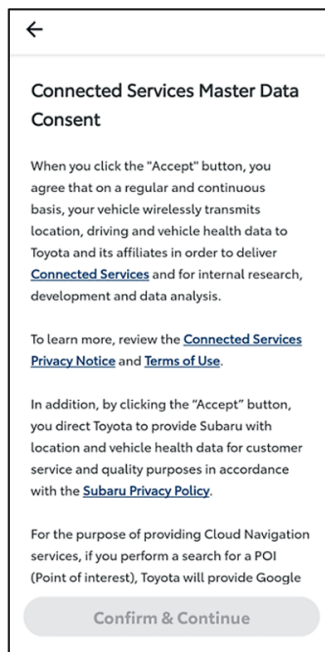 Connected Services Master Data
Consent
When you click the "Accept" button, you
agree that on a regular and continuous
basis, your vehicle wirelessly transmits
location, driving and vehicle health data to
Toyota and its affiliates in order to deliver
Connected Services and for internal research,
development and data analysis.
To learn more, review the Connected Services
Privacy Notice and Terms of Use.
In addition, by clicking the “Accept” button,
you direct Toyota to provide Subaru with
location and vehicle health data for customer
service and quality purposes in accordance
with the Subaru Privacy Policy.
For the purpose of providing Cloud Navigation
services, if you perform a search for a POI
(Point of interest), Toyota will provide Google
Confirm & Continue